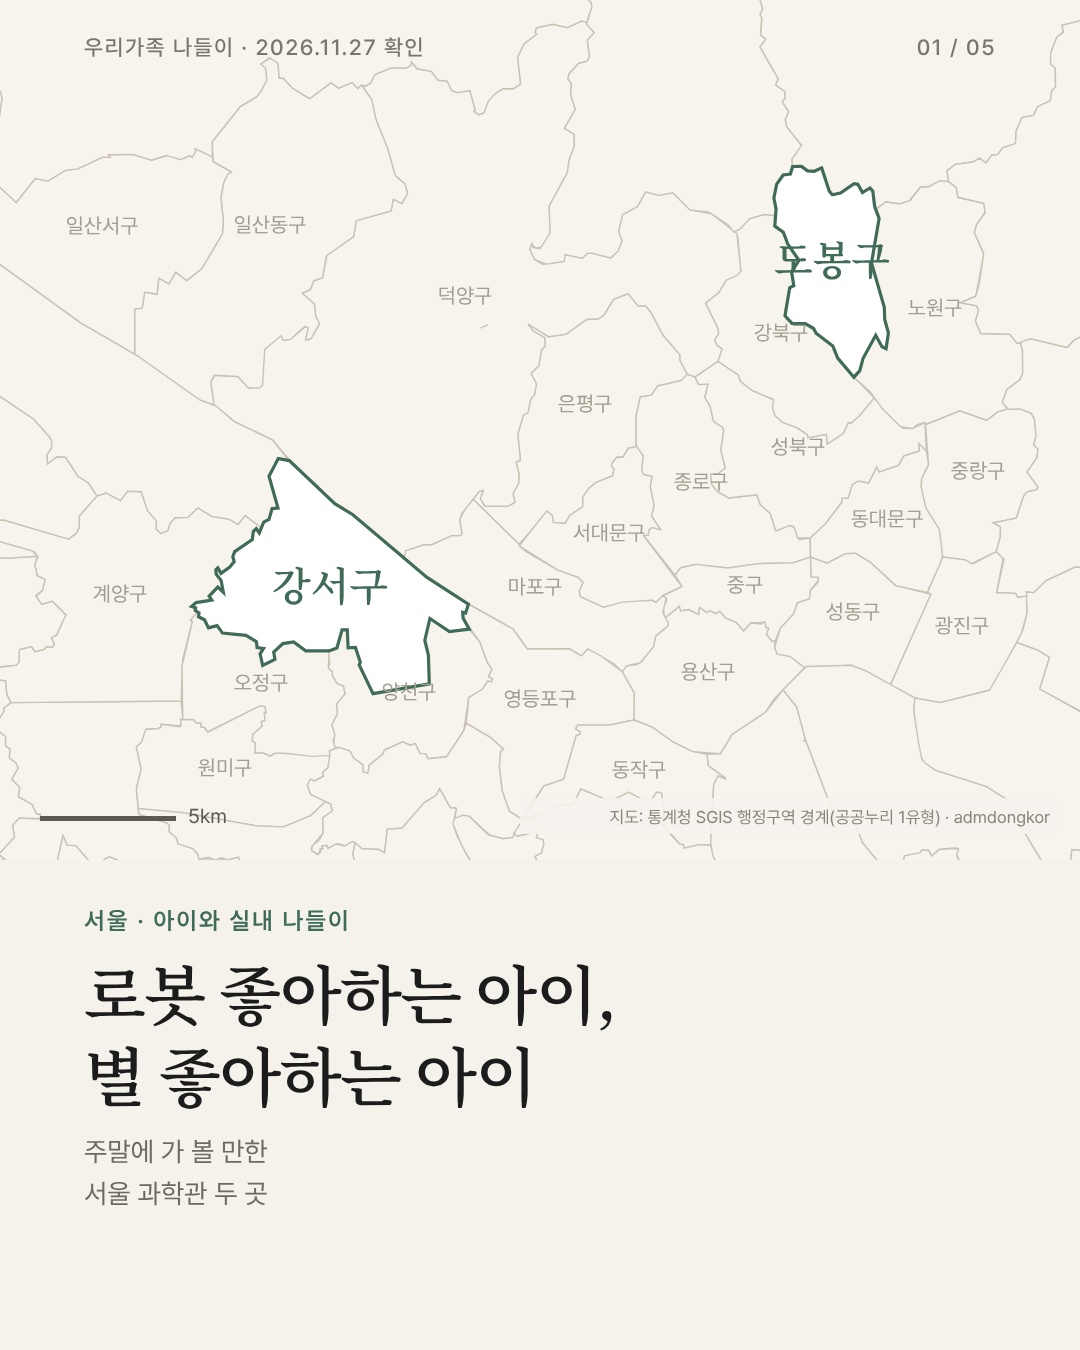 우리가족 나들이 · 2026.11.27 확인
01 / 05
일산서구
일산동구
도봉구
덕양구
노원구
강북구
은평구
성북구
중랑구
종로구
동대문구
서대문구
강서구
마포구
중구
계양구
성동구
광진구
용산구
오정구
양천구
영등포구
원미구
동작구
5km
지도: 통계청 SGIS 행정구역 경계(공공누리 1유형) · admdongkor
서울 · 아이와 실내 나들이
로봇 좋아하는 아이,
별 좋아하는 아이
주말에 가 볼 만한
서울 과학관 두 곳